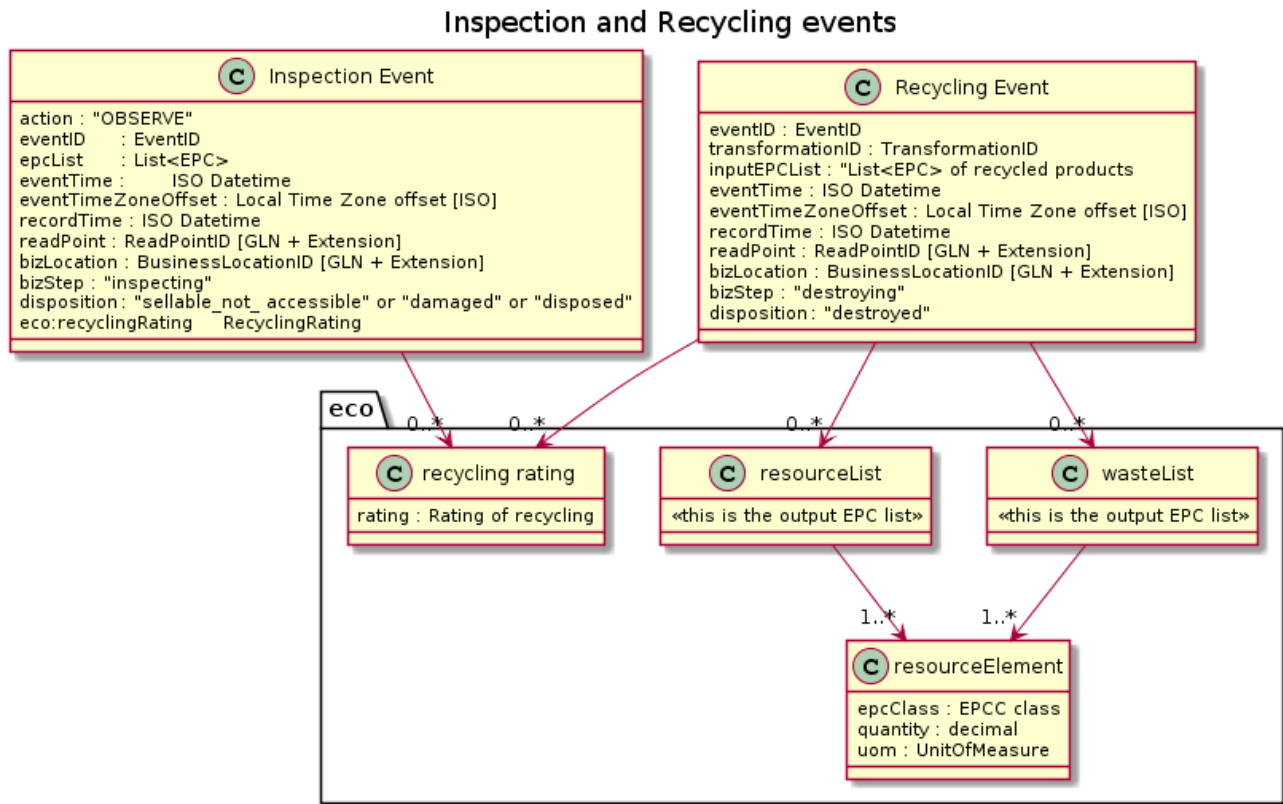 Inspection and Recycling events
C Inspection Event
action : "OBSERVE"
eventID : EventID
epcList : List<EPC>
eventTime : ISO Datetime
eventTimeZoneOffset : Local Time Zone offset [ISO]
recordTime : ISO Datetime
readPoint : ReadPointID [GLN + Extension]
bizLocation : BusinessLocationID [GLN + Extension]
bizStep : "inspecting"
disposition: "sellable_not_ accessible" or "damaged" or "disposed"
eco:recyclingRating RecyclingRating
C Recycling Event
eventID : EventID
transformationID : TransformationID
inputEPCList : "List<EPC> of recycled products
eventTime : ISO Datetime
eventTimeZoneOffset : Local Time Zone offset [ISO]
recordTime : ISO Datetime
readPoint : ReadPointID [GLN + Extension]
bizLocation : BusinessLocationID [GLN + Extension]
bizStep : "destroying"
disposition: "destroyed"
eco
0..* 0..* 0..* 0..*
C recycling rating
rating : Rating of recycling
C resourceList
«this is the output EPC list»
C wasteList
«this is the output EPC list»
1..* 1..*
C resourceElement
epcClass : EPCC class
quantity : decimal
uom : UnitOfMeasure